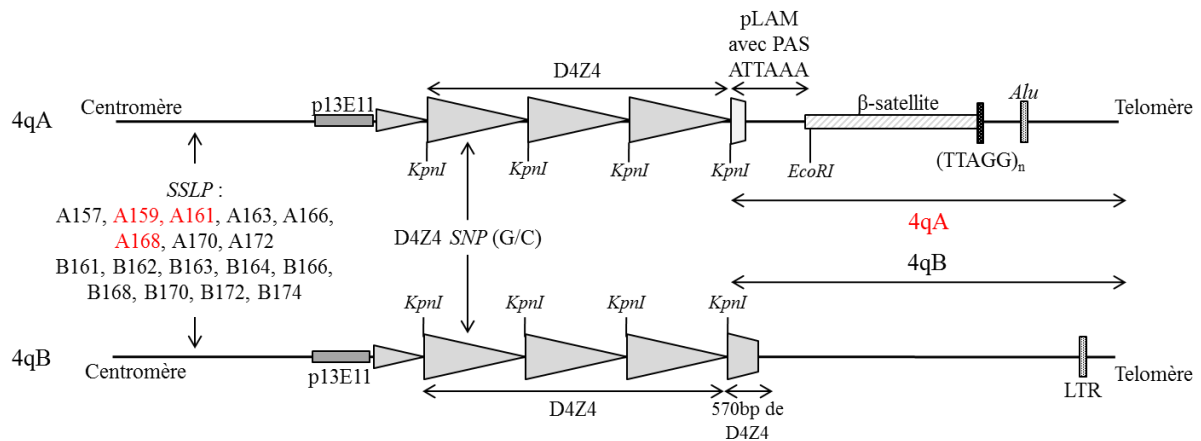 pLAM
avec PAS
ATTAAA
D4Z4
Centromère
p13E11
β-satellite
Alu
Telomère
4qA
KpnI
KpnI
KpnI
KpnI
EcoRI
(TTAGG)n
SSLP :
A157, A159, A161, A163, A166,
A168, A170, A172
B161, B162, B163, B164, B166,
B168, B170, B172, B174
D4Z4 SNP (G/C)
4qA
4qB
KpnI
KpnI
KpnI
KpnI
4qB
Centromère
p13E11
D4Z4
570bp de
D4Z4
LTR
Telomère